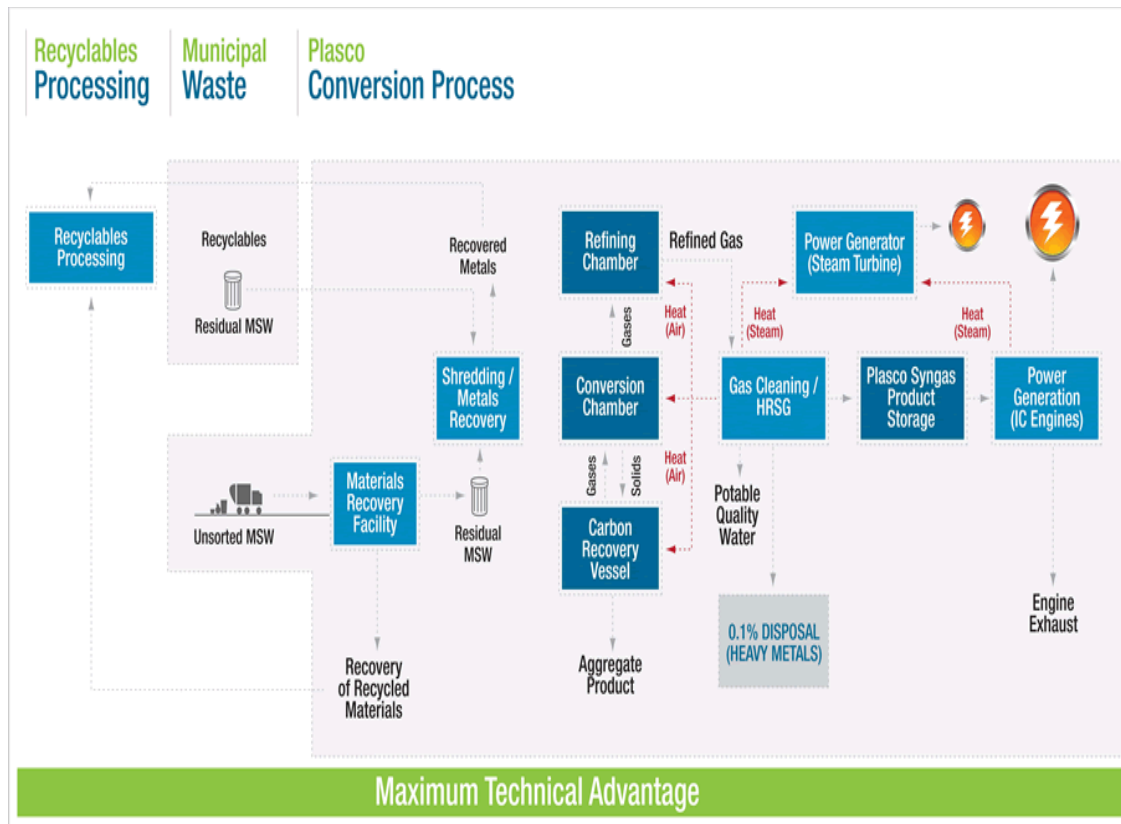 Recyclables
Processing
Municipal
Waste
Plasco
Conversion Process
Recyclables
Processing
Recyclables
Residual MSW
Recovered
Metals
Shredding /
Metals
Recovery
Unsorted MSW
Materials
Recovery
Facility
Residual
MSW
Recovery
of Recycled
Materials
Refining
Chamber
Refined Gas
Gases
Heat
(Air)
Conversion
Chamber
Gases
Solids
Heat
(Air)
Carbon
Recovery
Vessel
Aggregate
Product
Power Generator
(Steam Turbine)
Heat
(Steam)
Heat
(Steam)
Gas Cleaning /
HRSG
Plasco Syngas
Product
Storage
Power
Generation
(IC Engines)
Potable
Quality
Water
0.1% DISPOSAL
(HEAVY METALS)
Engine
Exhaust
Maximum Technical Advantage